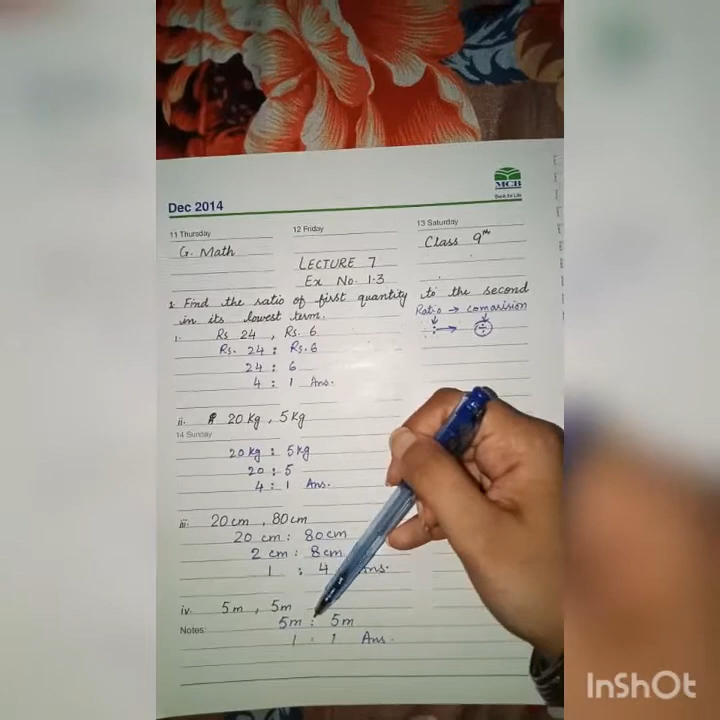 MCB
Bank for Life
Dec 2014
11 Thursday
12 Friday
13 Saturday
G. Math
Class 9th
LECTURE 7
Ex No. 1.3
1. Find the ratio of first quantity to the second
in its lowest term.
Ratio → comarision
: → ÷
i. Rs 24 , Rs. 6
Rs. 24 : Rs. 6
24 : 6
4 : 1 Ans.
ii. 20 Kg , 5 Kg
14 Sunday
20 kg : 5 kg
20 : 5
4 : 1 Ans.
iii. 20 cm , 80 cm
20 cm : 80 cm
2 cm : 8 cm
1 : 4 Ans.
iv. 5m , 5m
Notes:
5m : 5m
1 : 1 Ans.
InShOt